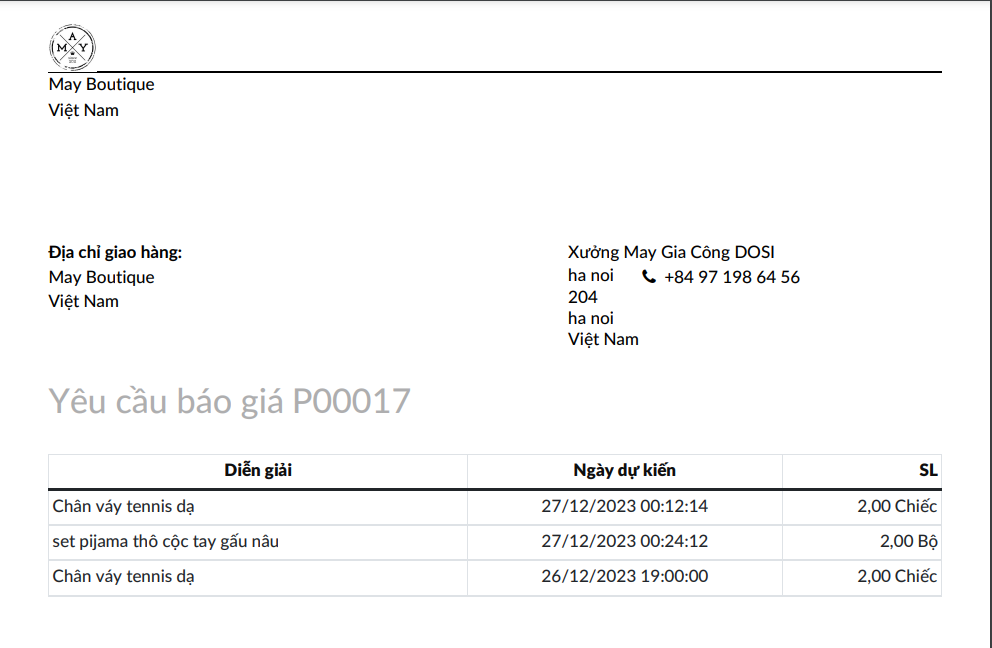 M A Y
May Boutique
Việt Nam
Địa chỉ giao hàng:
May Boutique
Việt Nam
Xưởng May Gia Công DOSI
ha noi +84 97 198 64 56
204
ha noi
Việt Nam
Yêu cầu báo giá P00017
Diễn giải Ngày dự kiến SL
Chân váy tennis dạ 27/12/2023 00:12:14 2,00 Chiếc
set pijama thô cộc tay gấu nâu 27/12/2023 00:24:12 2,00 Bộ
Chân váy tennis dạ 26/12/2023 19:00:00 2,00 Chiếc